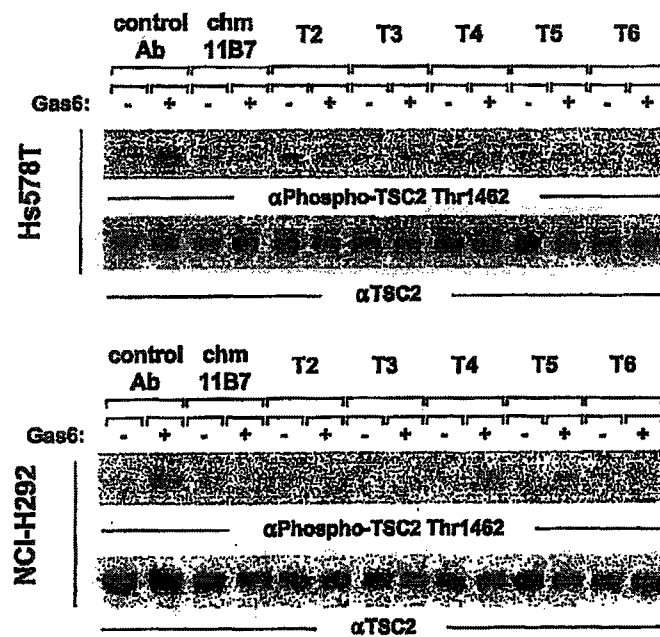 control chm T2 T3 T4 T5 T6
Ab 11B7
Gas6: - + - + - + - + - + - + - +
Hs578T
αPhospho-TSC2 Thr1462
αTSC2
control chm T2 T3 T4 T5 T6
Ab 11B7
Gas6: - + - + - + - + - + - + - +
NCI-H292
αPhospho-TSC2 Thr1462
αTSC2